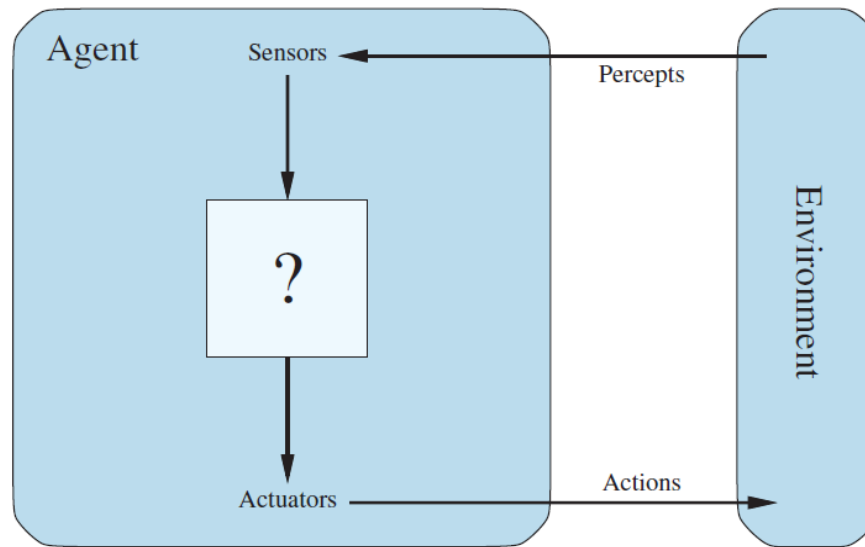 Agent
Sensors
Percepts
?
Environment
Actuators
Actions